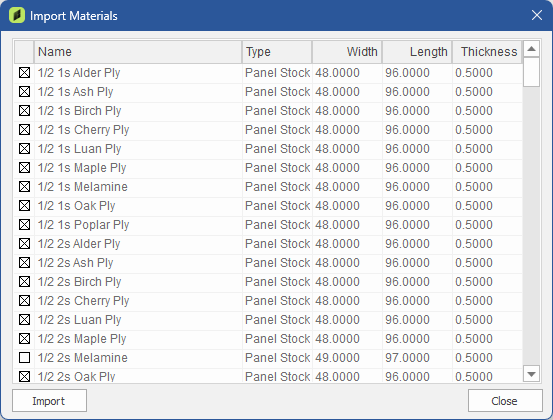 Import Materials
Name Type Width Length Thickness
1/2 1s Alder Ply Panel Stock 48.0000 96.0000 0.5000
1/2 1s Ash Ply Panel Stock 48.0000 96.0000 0.5000
1/2 1s Birch Ply Panel Stock 48.0000 96.0000 0.5000
1/2 1s Cherry Ply Panel Stock 48.0000 96.0000 0.5000
1/2 1s Luan Ply Panel Stock 48.0000 96.0000 0.5000
1/2 1s Maple Ply Panel Stock 48.0000 96.0000 0.5000
1/2 1s Melamine Panel Stock 48.0000 96.0000 0.5000
1/2 1s Oak Ply Panel Stock 48.0000 96.0000 0.5000
1/2 1s Poplar Ply Panel Stock 48.0000 96.0000 0.5000
1/2 2s Alder Ply Panel Stock 48.0000 96.0000 0.5000
1/2 2s Ash Ply Panel Stock 48.0000 96.0000 0.5000
1/2 2s Birch Ply Panel Stock 48.0000 96.0000 0.5000
1/2 2s Cherry Ply Panel Stock 48.0000 96.0000 0.5000
1/2 2s Luan Ply Panel Stock 48.0000 96.0000 0.5000
1/2 2s Maple Ply Panel Stock 48.0000 96.0000 0.5000
1/2 2s Melamine Panel Stock 49.0000 97.0000 0.5000
1/2 2s Oak Ply Panel Stock 48.0000 96.0000 0.5000
Import Close